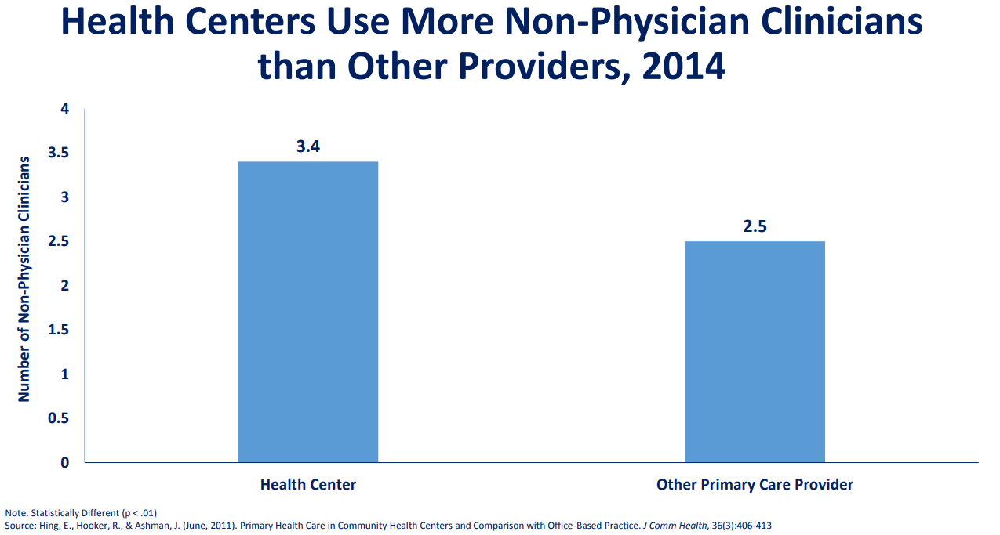 Health Centers Use More Non-Physician Clinicians
than Other Providers, 2014
Number of Non-Physician Clinicians
4
3.5
3
2.5
2
1.5
1
0.5
0
3.4
2.5
Health Center
Other Primary Care Provider
Note: Statistically Different (p < .01)
Source: Hing, E., Hooker, R., & Ashman, J. (June, 2011). Primary Health Care in Community Health Centers and Comparison with Office-Based Practice. J Comm Health, 36(3):406-413